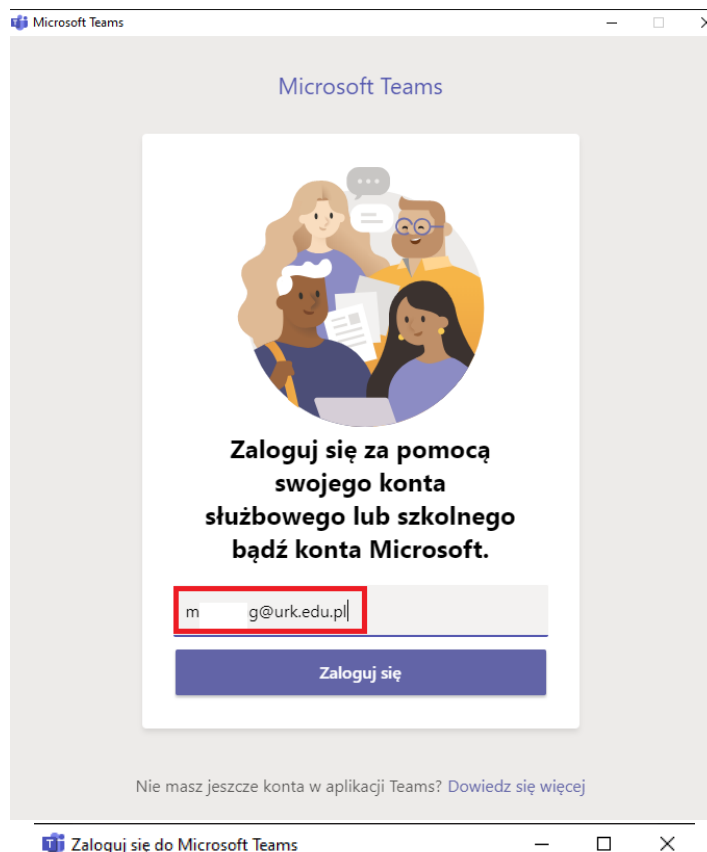 Microsoft Teams
Microsoft Teams
Zaloguj się za pomocą
swojego konta
służbowego lub szkolnego
bądź konta Microsoft.
m g@urk.edu.pl
Zaloguj się
Nie masz jeszcze konta w aplikacji Teams? Dowiedz się więcej
Zaloguj się do Microsoft Teams